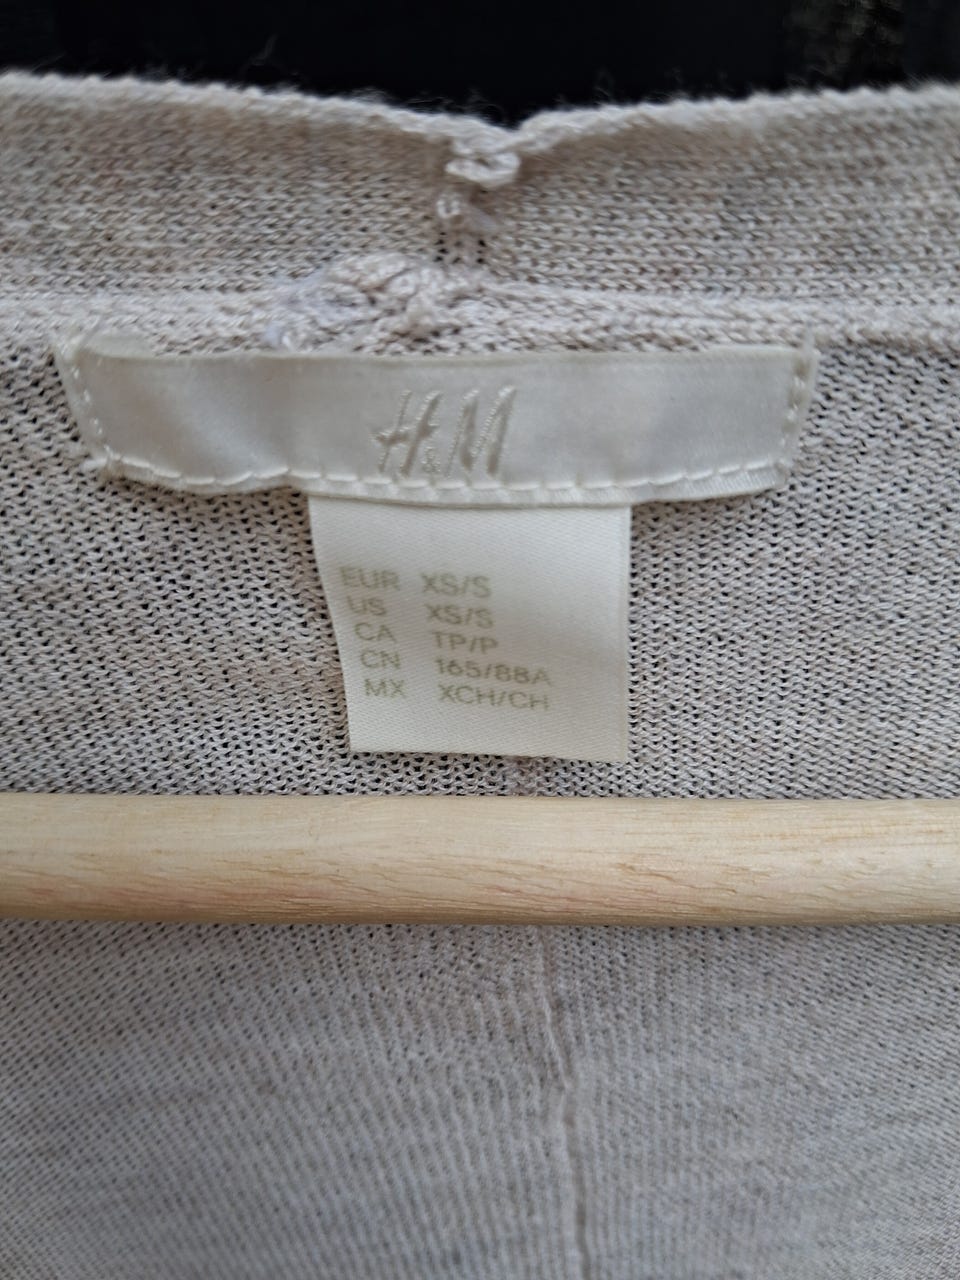 H&M
EUR XS/S
US XS/S
CA TP/P
CN 165/88A
MX XCH/CH